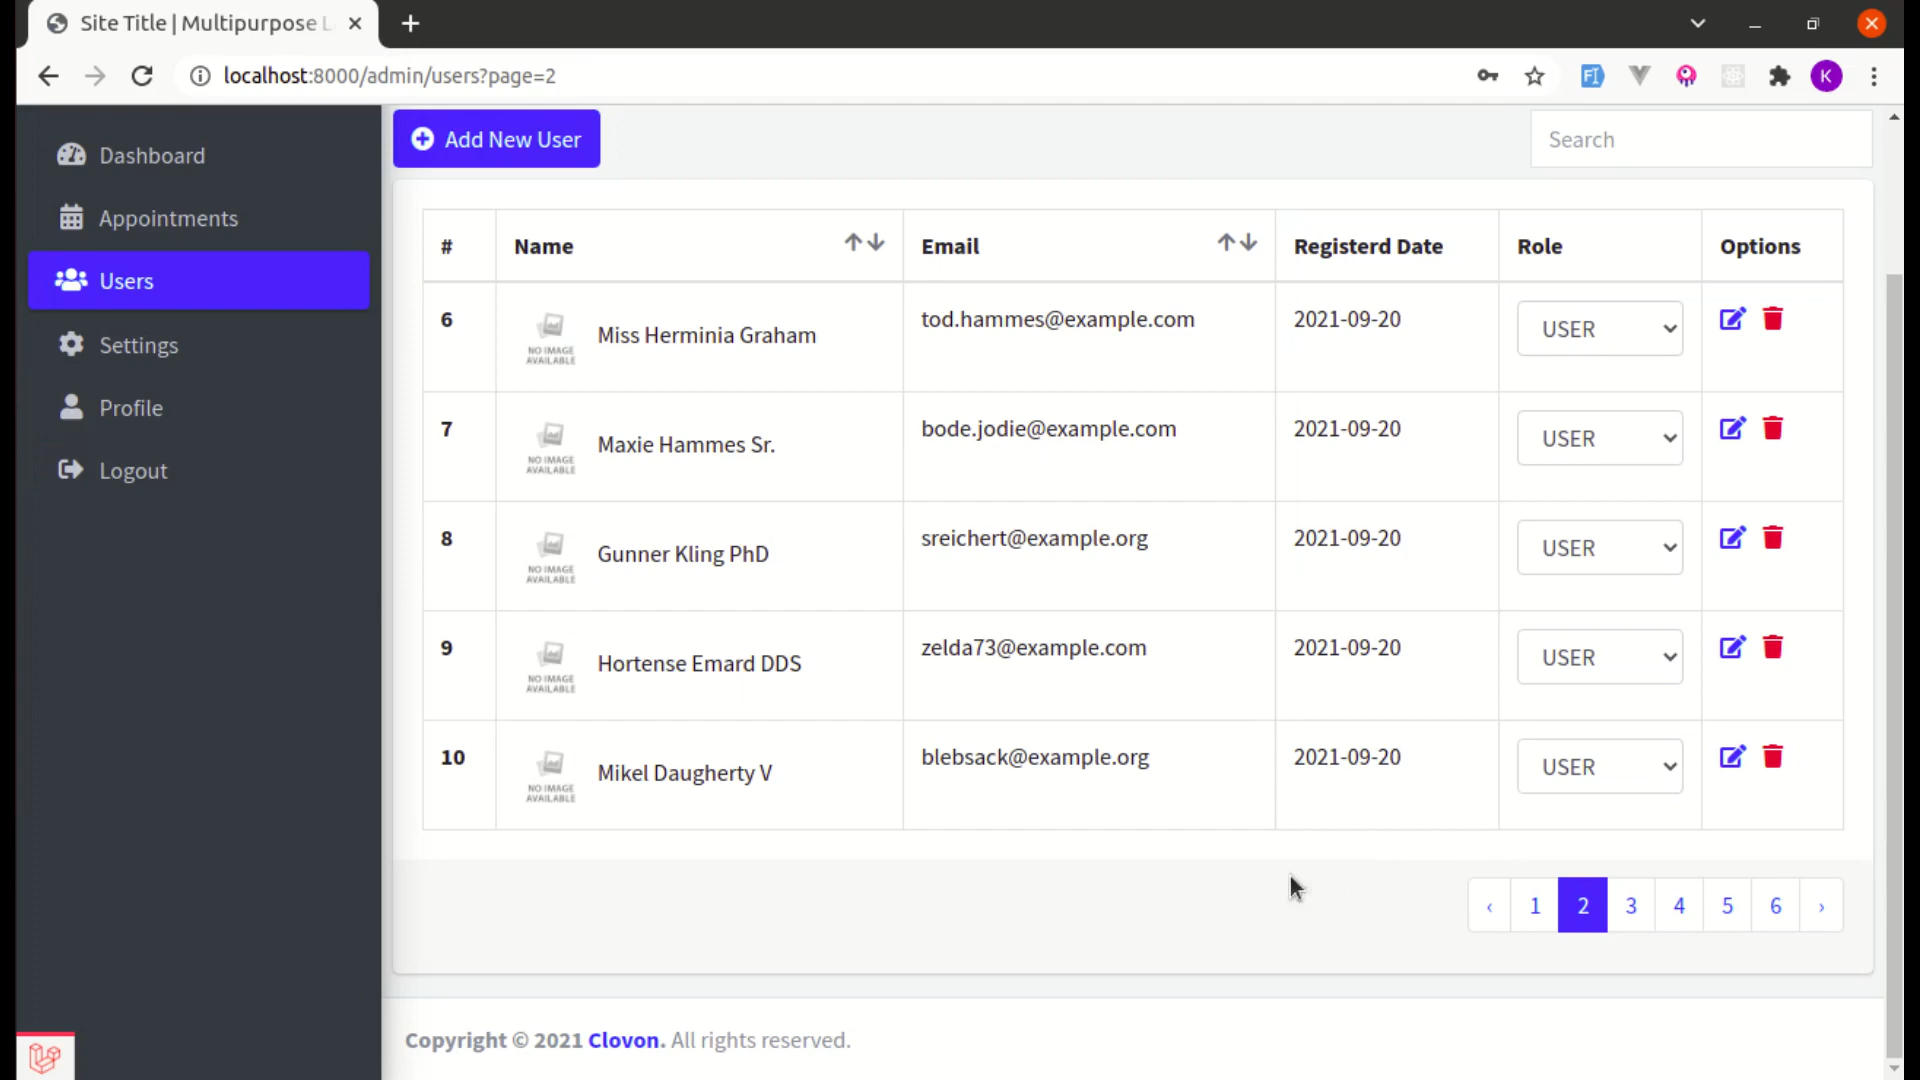 Site Title | Multipurpose L
localhost:8000/admin/users?page=2
K
Dashboard
Appointments
Users
Settings
Profile
Logout
Add New User
Search
# Name Email Registerd Date Role Options
6 NO IMAGE AVAILABLE Miss Herminia Graham tod.hammes@example.com 2021-09-20 USER
7 NO IMAGE AVAILABLE Maxie Hammes Sr. bode.jodie@example.com 2021-09-20 USER
8 NO IMAGE AVAILABLE Gunner Kling PhD sreichert@example.org 2021-09-20 USER
9 NO IMAGE AVAILABLE Hortense Emard DDS zelda73@example.com 2021-09-20 USER
10 NO IMAGE AVAILABLE Mikel Daugherty V blebsack@example.org 2021-09-20 USER
‹ 1 2 3 4 5 6 ›
Copyright © 2021 Clovon. All rights reserved.